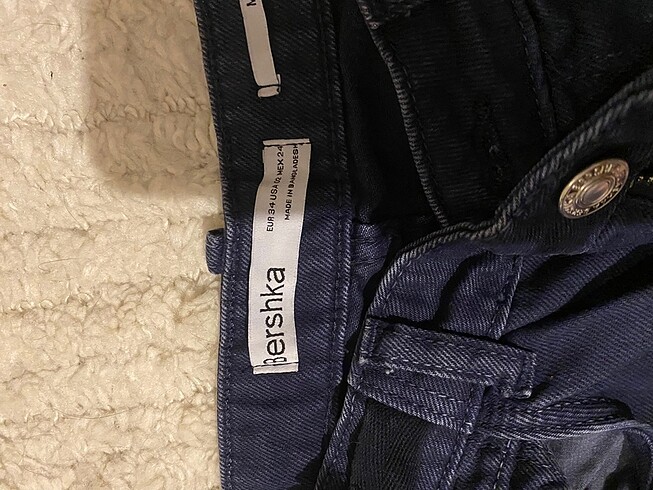 Bershka
EUR 34 USA 02 MEX 24
MADE IN BANGLADESH